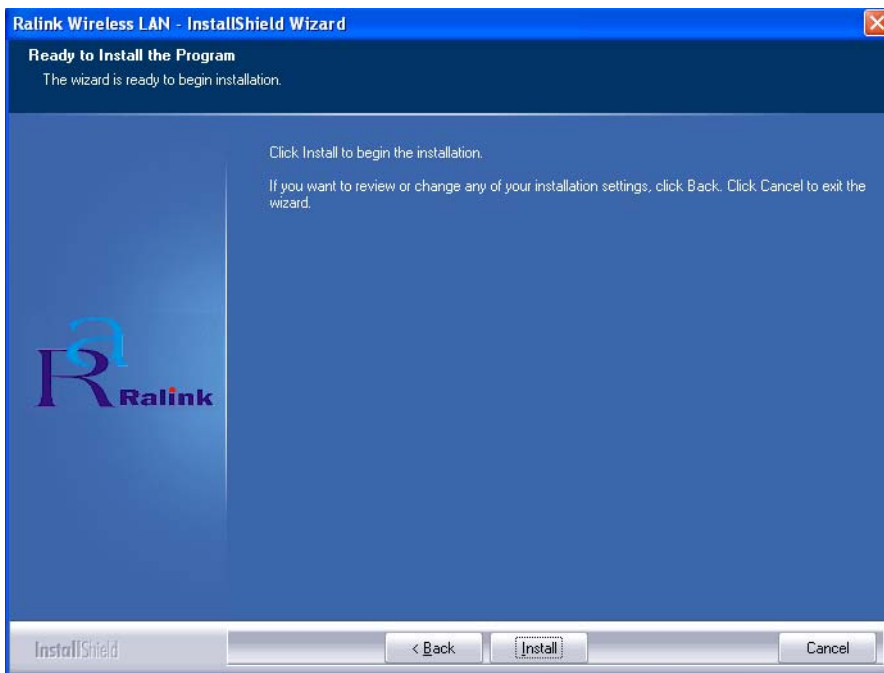 Ralink Wireless LAN - InstallShield Wizard
Ready to Install the Program
The wizard is ready to begin installation.
Click Install to begin the installation.
If you want to review or change any of your installation settings, click Back. Click Cancel to exit the
wizard.
Ra
Ralink
InstallShield
< Back
Install
Cancel